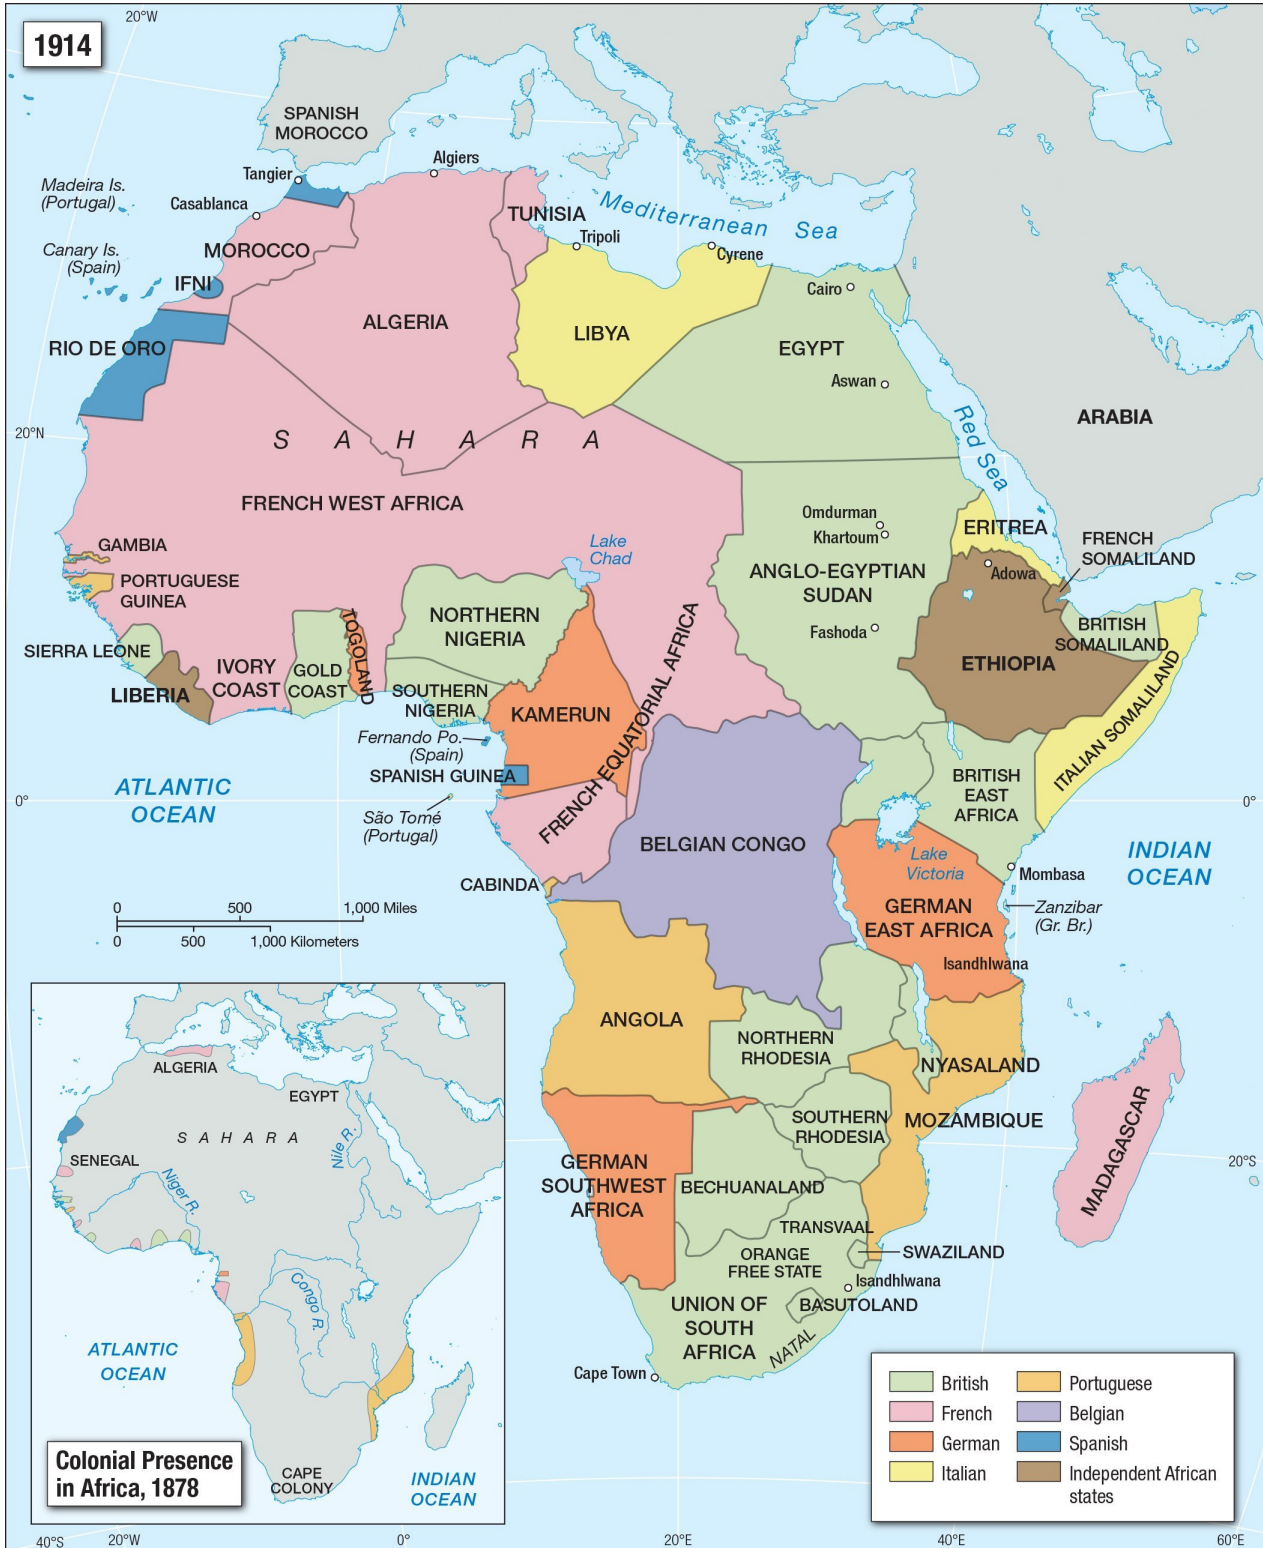 1914
20°W
SPANISH
MOROCCO
Algiers
Tangier
Madeira Is.
(Portugal)
Casablanca
TUNISIA
Mediterranean Sea
Tripoli
Cyrene
MOROCCO
Canary Is.
(Spain)
IFNI
Cairo
ALGERIA
LIBYA
RIO DE ORO
EGYPT
Aswan
ARABIA
20°N
SAHARA
Red Sea
FRENCH WEST AFRICA
Omdurman
Khartoum
ERITREA
FRENCH
SOMALILAND
GAMBIA
Lake
Chad
Adowa
PORTUGUESE
GUINEA
ANGLO-EGYPTIAN
SUDAN
NORTHERN
NIGERIA
TOGOLAND
Fashoda
BRITISH
SOMALILAND
SIERRA LEONE
IVORY
COAST
GOLD
COAST
ETHIOPIA
LIBERIA
SOUTHERN
NIGERIA
KAMERUN
FRENCH EQUATORIAL AFRICA
ITALIAN SOMALILAND
Fernando Po.
(Spain)
SPANISH GUINEA
ATLANTIC
OCEAN
BRITISH
EAST
AFRICA
0°
0°
São Tomé
(Portugal)
BELGIAN CONGO
Lake
Victoria
INDIAN
OCEAN
CABINDA
Mombasa
0 500 1,000 Miles
0 500 1,000 Kilometers
GERMAN
EAST AFRICA
Zanzibar
(Gr. Br.)
Isandhlwana
ANGOLA
NORTHERN
RHODESIA
NYASALAND
SOUTHERN
RHODESIA
MOZAMBIQUE
MADAGASCAR
GERMAN
SOUTHWEST
AFRICA
20°S
BECHUANALAND
TRANSVAAL
ORANGE
FREE STATE
SWAZILAND
Isandhlwana
BASUTOLAND
UNION OF
SOUTH
AFRICA
NATAL
Cape Town
ALGERIA
EGYPT
SAHARA
Nile R.
SENEGAL
Niger R.
Congo R.
ATLANTIC
OCEAN
Colonial Presence
in Africa, 1878
CAPE
COLONY
INDIAN
OCEAN
British
French
German
Italian
Portuguese
Belgian
Spanish
Independent African
states
40°S
20°W
0°
20°E
40°E
60°E